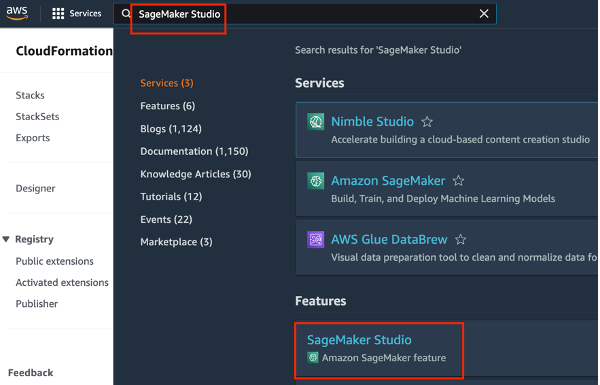 aws
Services
SageMaker Studio
CloudFormation
Stacks
StackSets
Exports
Designer
Registry
Public extensions
Activated extensions
Publisher
Feedback
Search results for 'SageMaker Studio'
Services (3)
Features (6)
Blogs (1,124)
Documentation (1,150)
Knowledge Articles (30)
Tutorials (12)
Events (22)
Marketplace (3)
Services
Nimble Studio
Accelerate building a cloud-based content creation studio
Amazon SageMaker
Build, Train, and Deploy Machine Learning Models
AWS Glue DataBrew
Visual data preparation tool to clean and normalize data fo
Features
SageMaker Studio
Amazon SageMaker feature